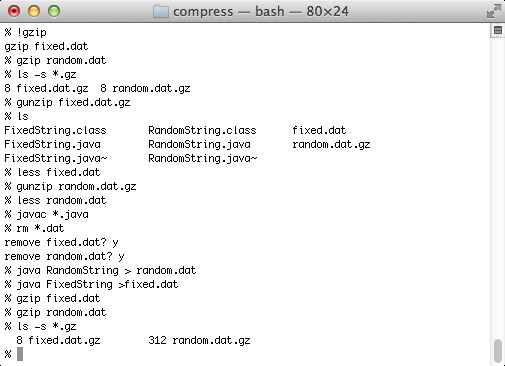 compress — bash — 80×24
% !gzip
gzip fixed.dat
% gzip random.dat
% ls -s *.gz
8 fixed.dat.gz  8 random.dat.gz
% gunzip fixed.dat.gz
% ls
FixedString.class       RandomString.class      fixed.dat
FixedString.java        RandomString.java       random.dat.gz
FixedString.java~       RandomString.java~
% less fixed.dat
% gunzip random.dat.gz
% less random.dat
% javac *.java
% rm *.dat
remove fixed.dat? y
remove random.dat? y
% java RandomString > random.dat
% java FixedString >fixed.dat
% gzip fixed.dat
% gzip random.dat
% ls -s *.gz
  8 fixed.dat.gz        312 random.dat.gz
%